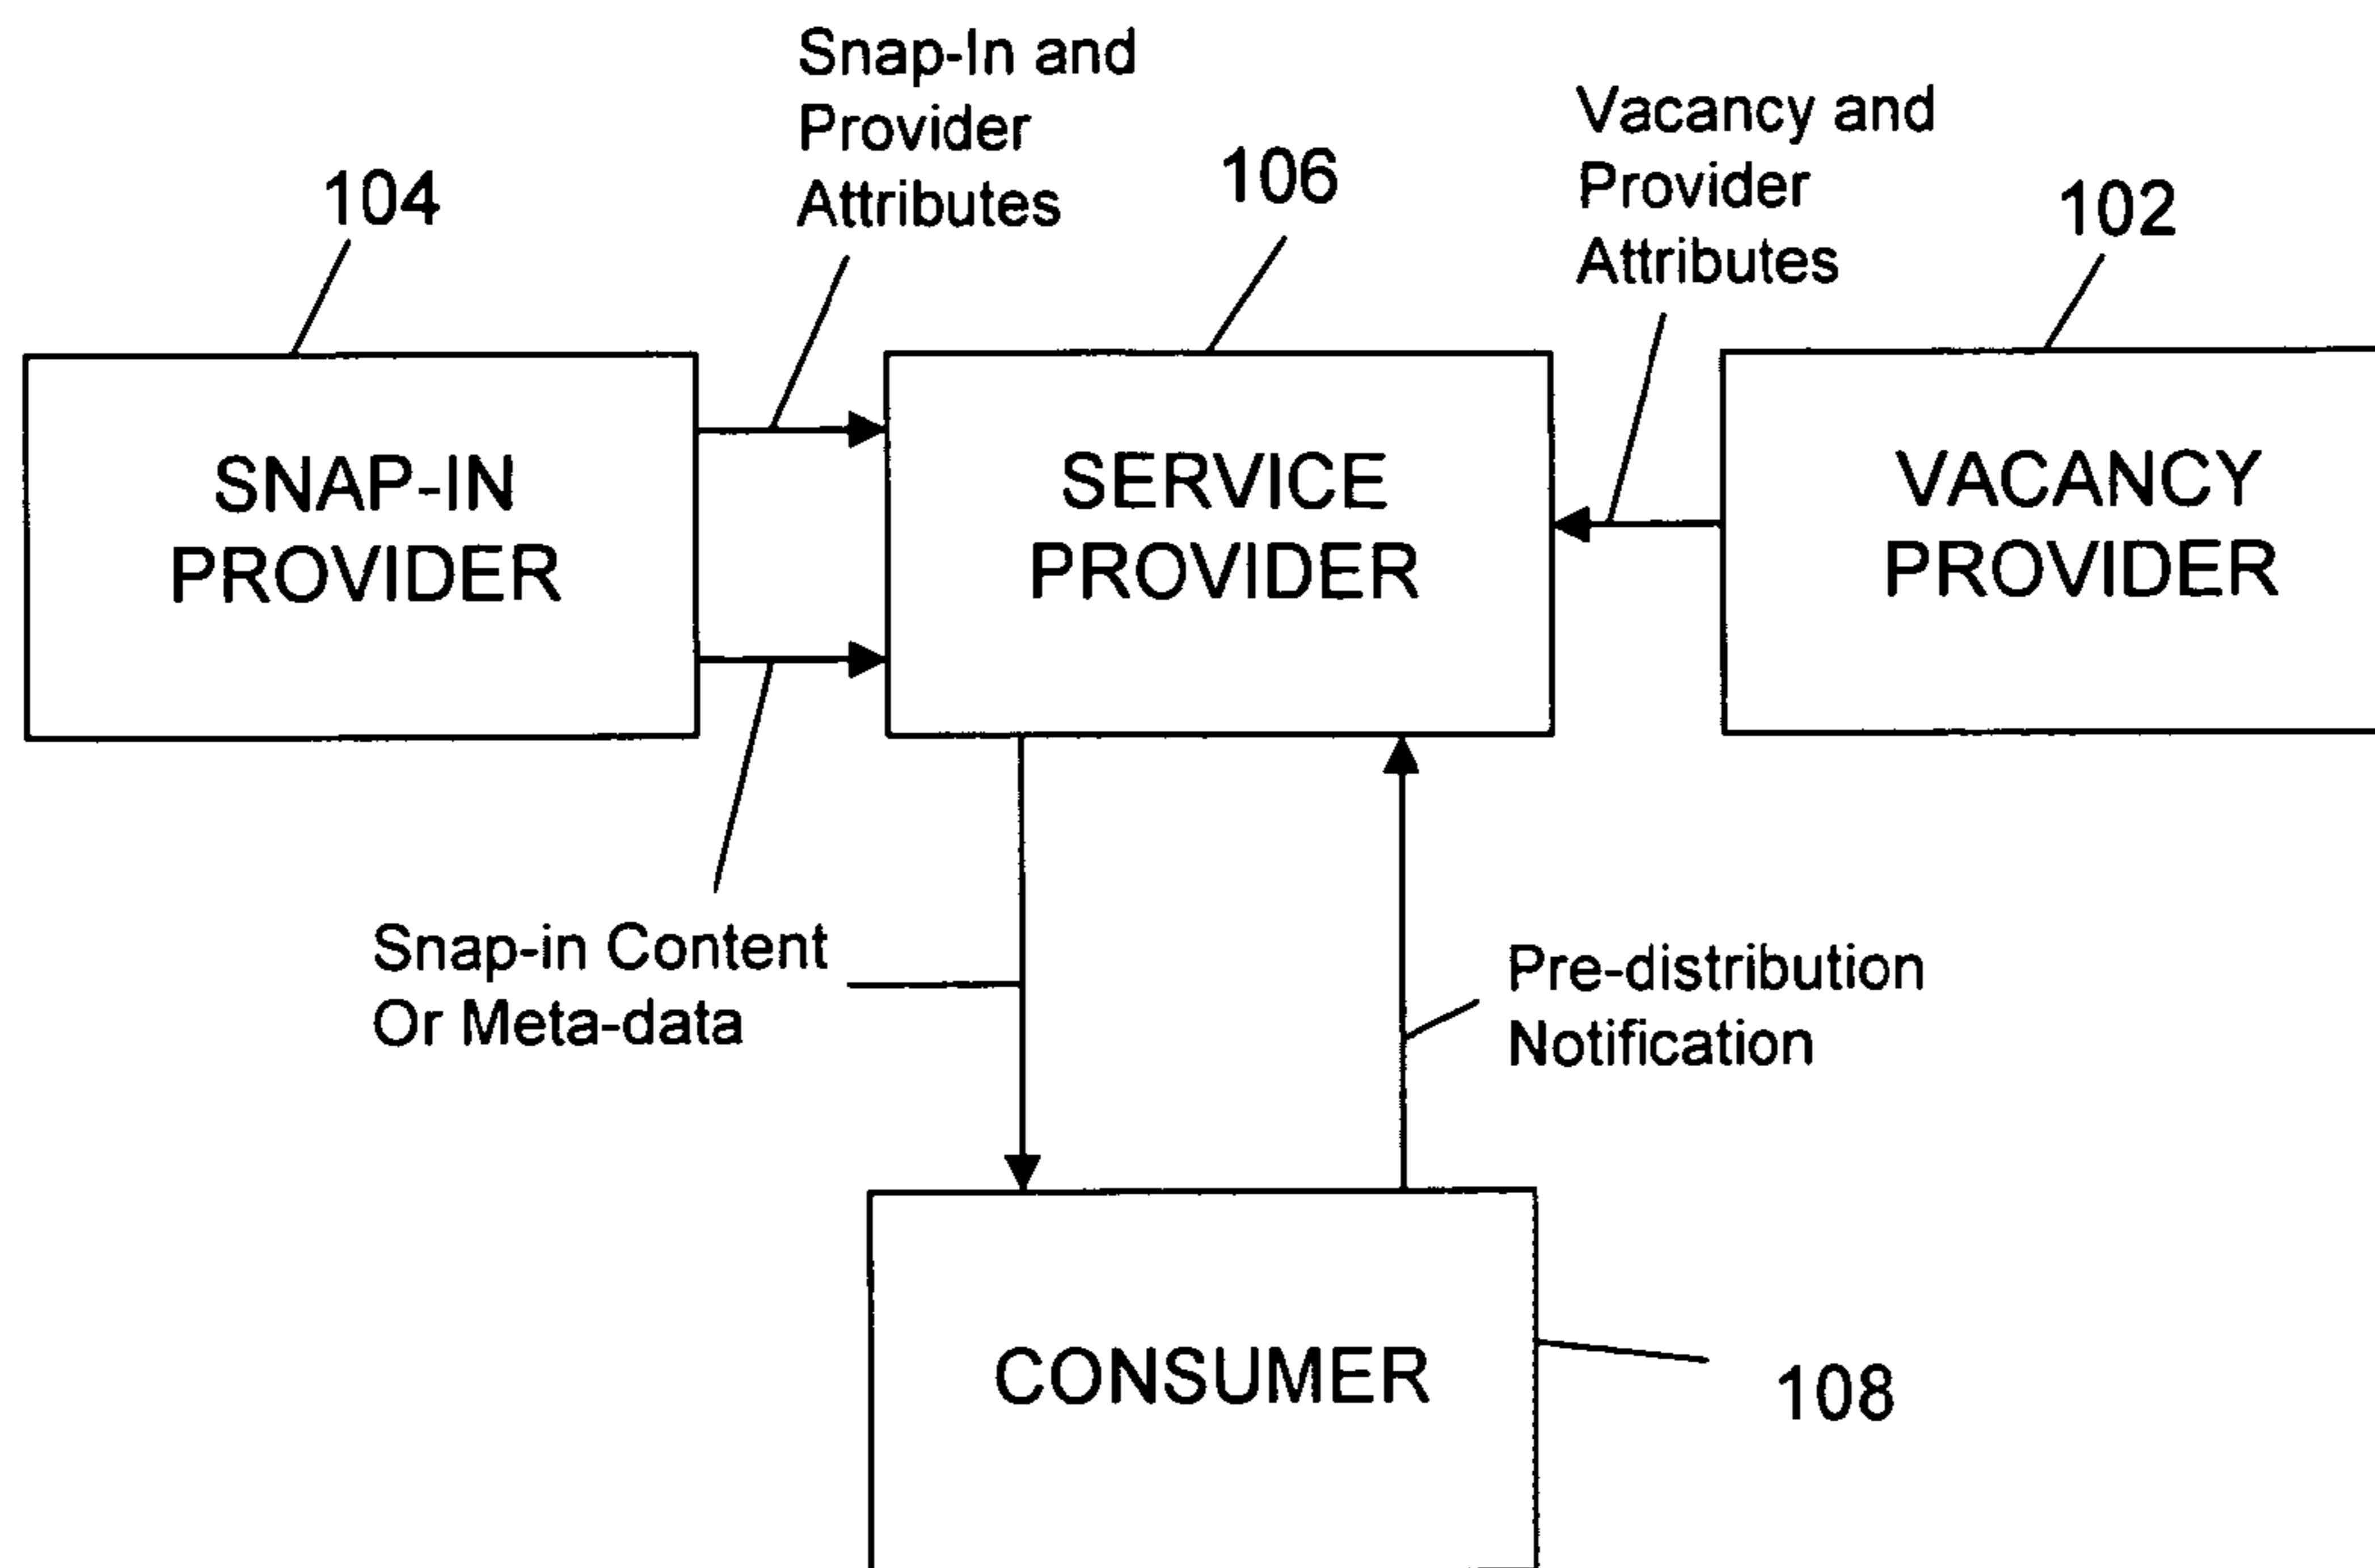 Snap-In and
Provider
Attributes
Vacancy and
Provider
Attributes
104
106
102
SNAP-IN
PROVIDER
SERVICE
PROVIDER
VACANCY
PROVIDER
Snap-in Content
Or Meta-data
Pre-distribution
Notification
CONSUMER
108